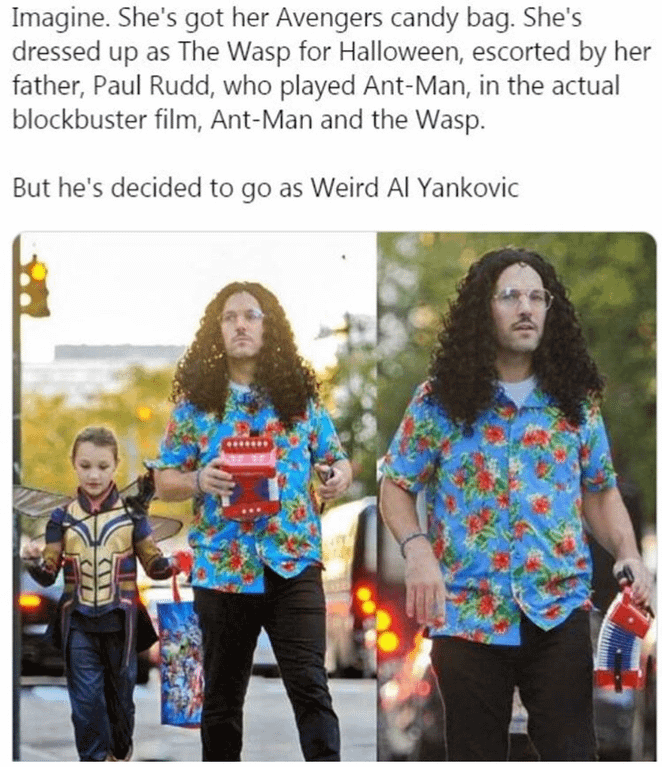 Imagine. She's got her Avengers candy bag. She's
dressed up as The Wasp for Halloween, escorted by her
father, Paul Rudd, who played Ant-Man, in the actual
blockbuster film, Ant-Man and the Wasp.
But he's decided to go as Weird Al Yankovic